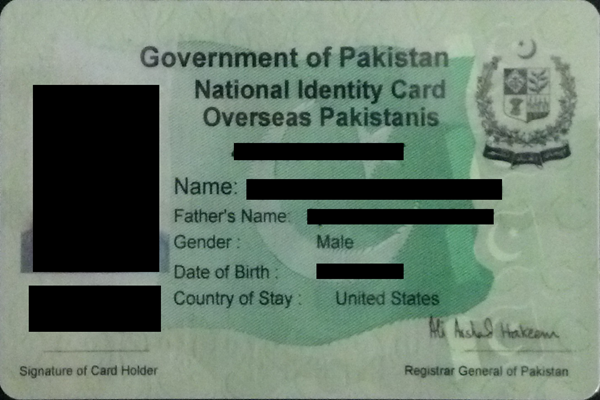 Government of Pakistan
National Identity Card
Overseas Pakistanis
Name:
Father's Name:
Gender : Male
Date of Birth :
Country of Stay : United States
Ali Arshad Hakeem
Signature of Card Holder
Registrar General of Pakistan